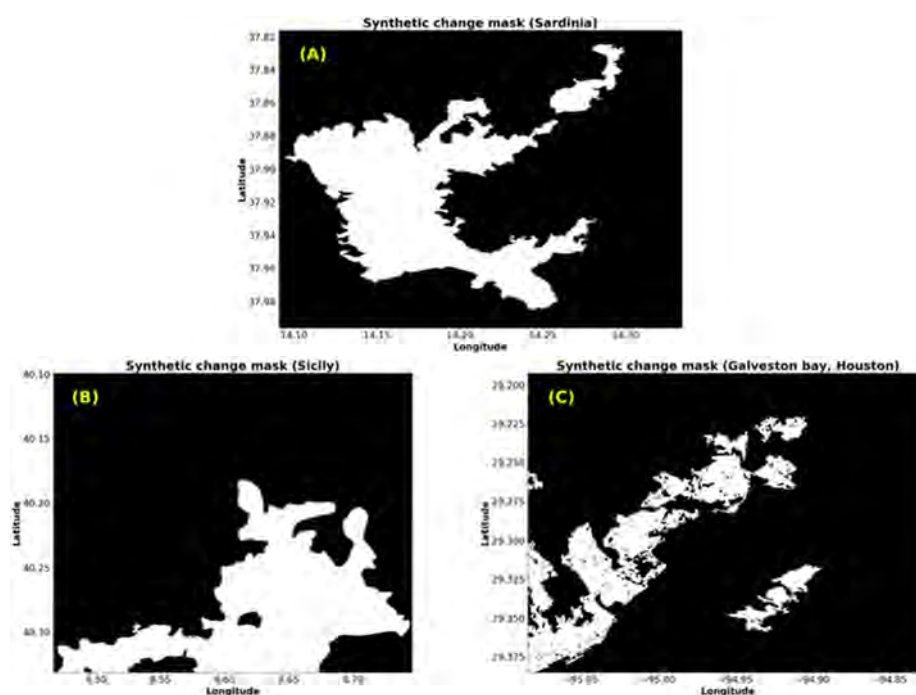 Synthetic change mask (Sardinia)
(A)
37.82
37.84
37.86
37.88
37.90
37.92
37.94
37.96
37.98
Latitude
14.10 14.15 14.20 14.25 14.30
Longitude
Synthetic change mask (Sicily)
(B)
40.10
40.15
40.20
40.25
40.30
Latitude
8.50 8.55 8.60 8.65 8.70
Longitude
Synthetic change mask (Galveston bay, Houston)
(C)
29.200
29.225
29.250
29.275
29.300
29.325
29.350
29.375
Latitude
−95.05 −95.00 −94.95 −94.90 −94.85
Longitude